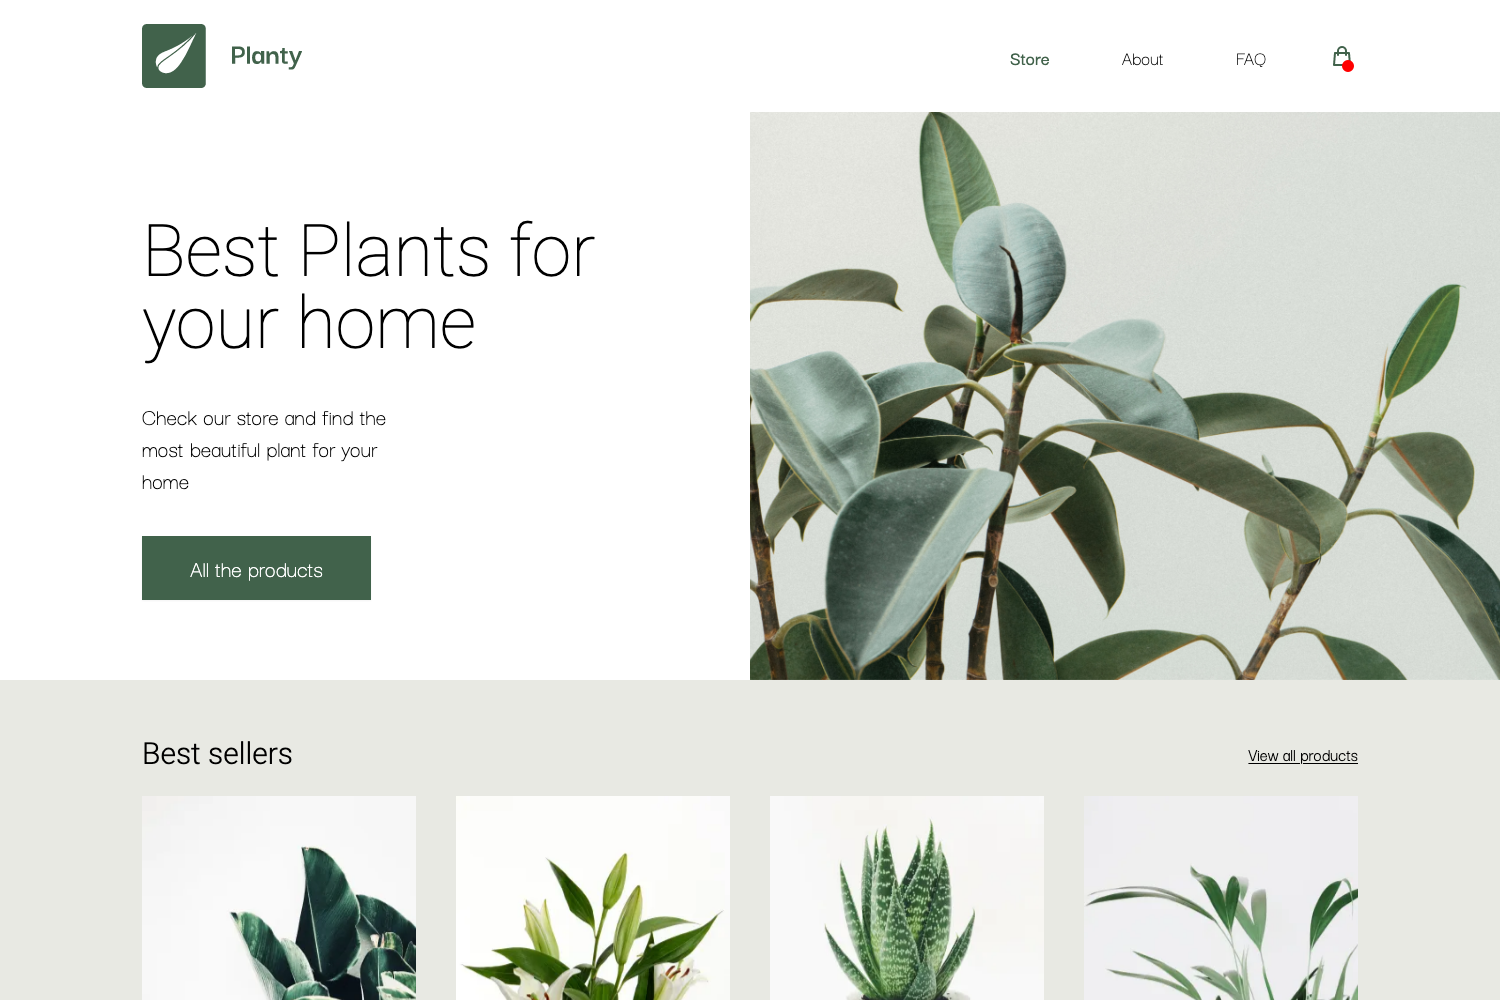 Planty
Store
About
FAQ
Best Plants for
your home
Check our store and find the
most beautiful plant for your
home
All the products
Best sellers
View all products